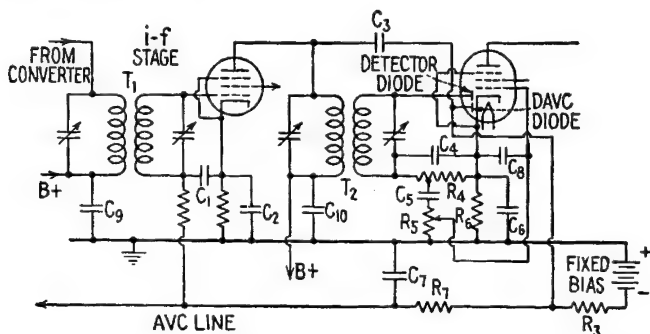 FROM
CONVERTER
i-f
STAGE
T1
C3
DETECTOR
DIODE
DAVC
DIODE
C4
C8
B+
C9
C1
C2
T2
C10
C5
R4
R5
R6
C6
B+
C7
R7
FIXED
BIAS
+
-
R3
AVC LINE